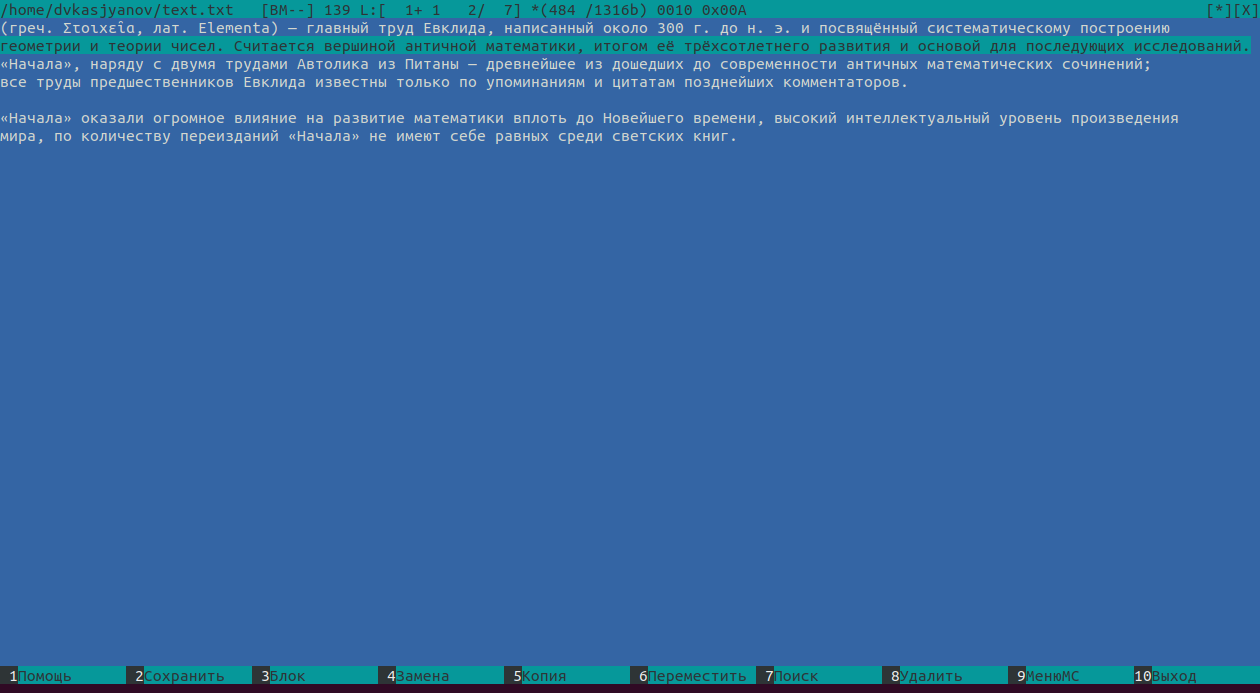 /home/dvkasjyanov/text.txt [BM--] 139 L:[ 1+ 1 2/ 7] *(484 /1316b) 0010 0x00A [*][X]
(греч. Στοιχεῖα, лат. Elementa) — главный труд Евклида, написанный около 300 г. до н. э. и посвящённый систематическому построению
геометрии и теории чисел. Считается вершиной античной математики, итогом её трёхсотлетнего развития и основой для последующих исследований.
«Начала», наряду с двумя трудами Автолика из Питаны — древнейшее из дошедших до современности античных математических сочинений;
все труды предшественников Евклида известны только по упоминаниям и цитатам позднейших комментаторов.

«Начала» оказали огромное влияние на развитие математики вплоть до Новейшего времени, высокий интеллектуальный уровень произведения
мира, по количеству переизданий «Начала» не имеют себе равных среди светских книг.
1Помощь 2Сохранить 3Блок 4Замена 5Копия 6Переместить 7Поиск 8Удалить 9МенюMC 10Выход